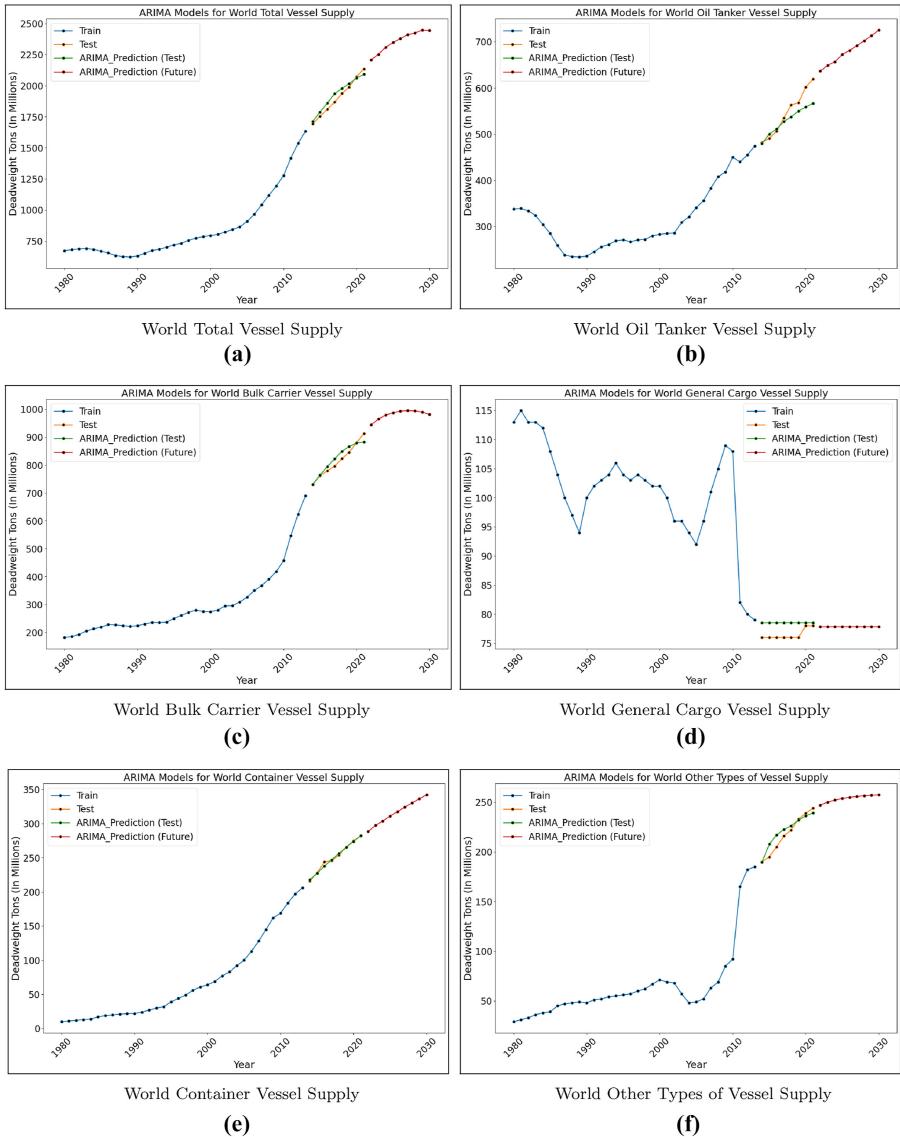 ARIMA Models for World Total Vessel Supply
2500
2250
2000
1750
1500
1250
1000
750
Deadweight Tons (In Millions)
Train
Test
ARIMA_Prediction (Test)
ARIMA_Prediction (Future)
1980
1990
2000
2010
2020
2030
Year
World Total Vessel Supply
(a)
ARIMA Models for World Oil Tanker Vessel Supply
700
600
500
400
300
Deadweight Tons (In Millions)
Train
Test
ARIMA_Prediction (Test)
ARIMA_Prediction (Future)
1980
1990
2000
2010
2020
2030
Year
World Oil Tanker Vessel Supply
(b)
ARIMA Models for World Bulk Carrier Vessel Supply
1000
900
800
700
600
500
400
300
200
Deadweight Tons (In Millions)
Train
Test
ARIMA_Prediction (Test)
ARIMA_Prediction (Future)
1980
1990
2000
2010
2020
2030
Year
World Bulk Carrier Vessel Supply
(c)
ARIMA Models for World General Cargo Vessel Supply
115
110
105
100
95
90
85
80
75
Deadweight Tons (In Millions)
Train
Test
ARIMA_Prediction (Test)
ARIMA_Prediction (Future)
1980
1990
2000
2010
2020
2030
Year
World General Cargo Vessel Supply
(d)
ARIMA Models for World Container Vessel Supply
350
300
250
200
150
100
50
0
Deadweight Tons (In Millions)
Train
Test
ARIMA_Prediction (Test)
ARIMA_Prediction (Future)
1980
1990
2000
2010
2020
2030
Year
World Container Vessel Supply
(e)
ARIMA Models for World Other Types of Vessel Supply
250
200
150
100
50
Deadweight Tons (In Millions)
Train
Test
ARIMA_Prediction (Test)
ARIMA_Prediction (Future)
1980
1990
2000
2010
2020
2030
Year
World Other Types of Vessel Supply
(f)